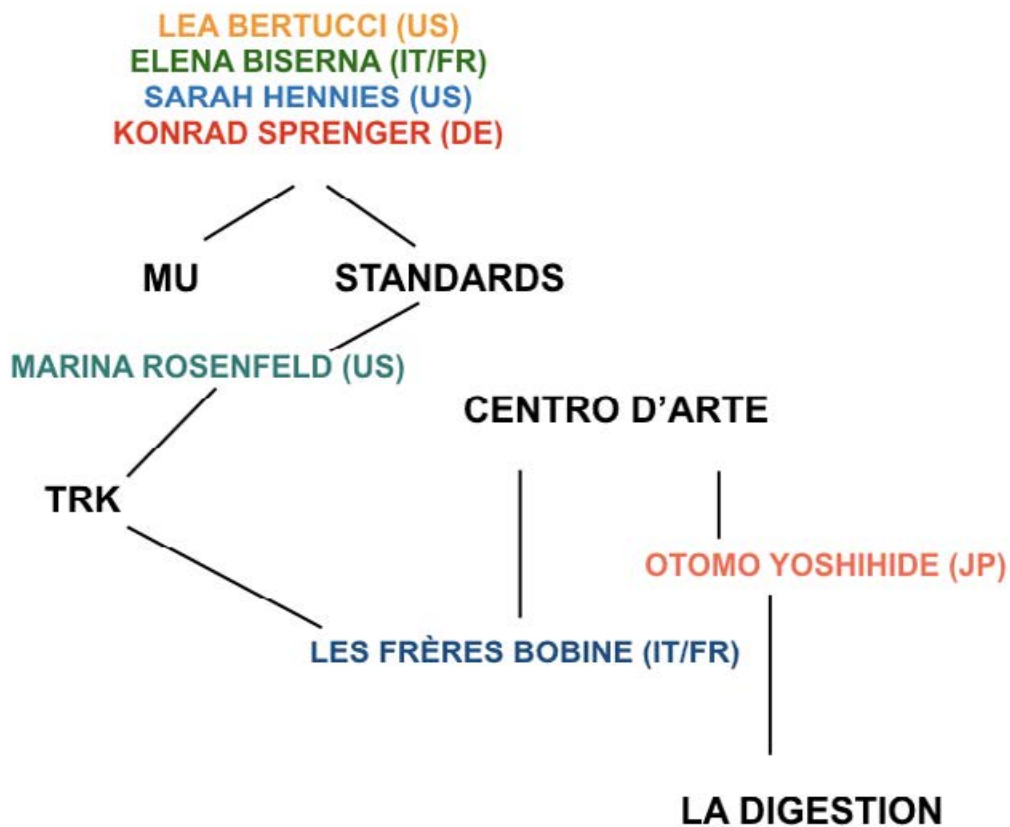 LEA BERTUCCI (US)
ELENA BISERNA (IT/FR)
SARAH HENNIES (US)
KONRAD SPRENGER (DE)
MU
STANDARDS
MARINA ROSENFELD (US)
CENTRO D’ARTE
TRK
OTOMO YOSHIHIDE (JP)
LES FRÈRES BOBINE (IT/FR)
LA DIGESTION